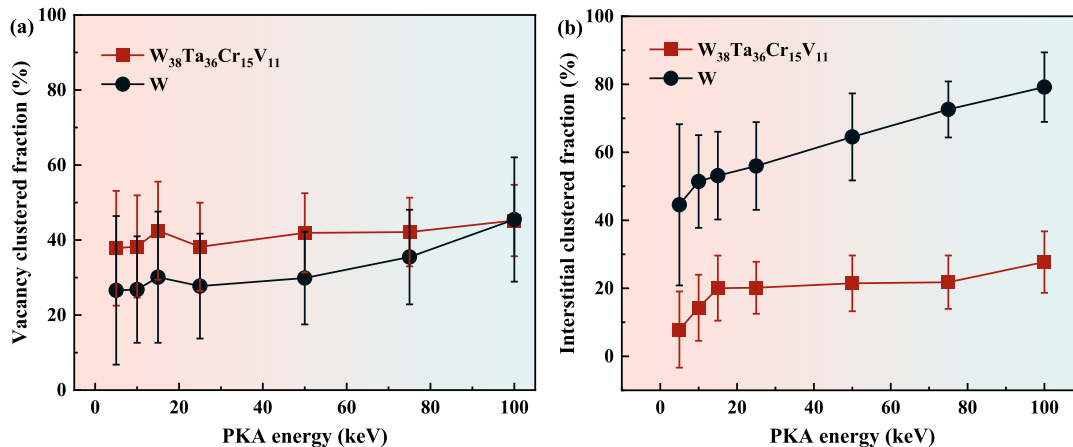 (a)
W₃₈Ta₃₆Cr₁₅V₁₁
W
Vacancy clustered fraction (%)
100
80
60
40
20
0
0 20 40 60 80 100
PKA energy (keV)
(b)
W₃₈Ta₃₆Cr₁₅V₁₁
W
Interstitial clustered fraction (%)
100
80
60
40
20
0
0 20 40 60 80 100
PKA energy (keV)